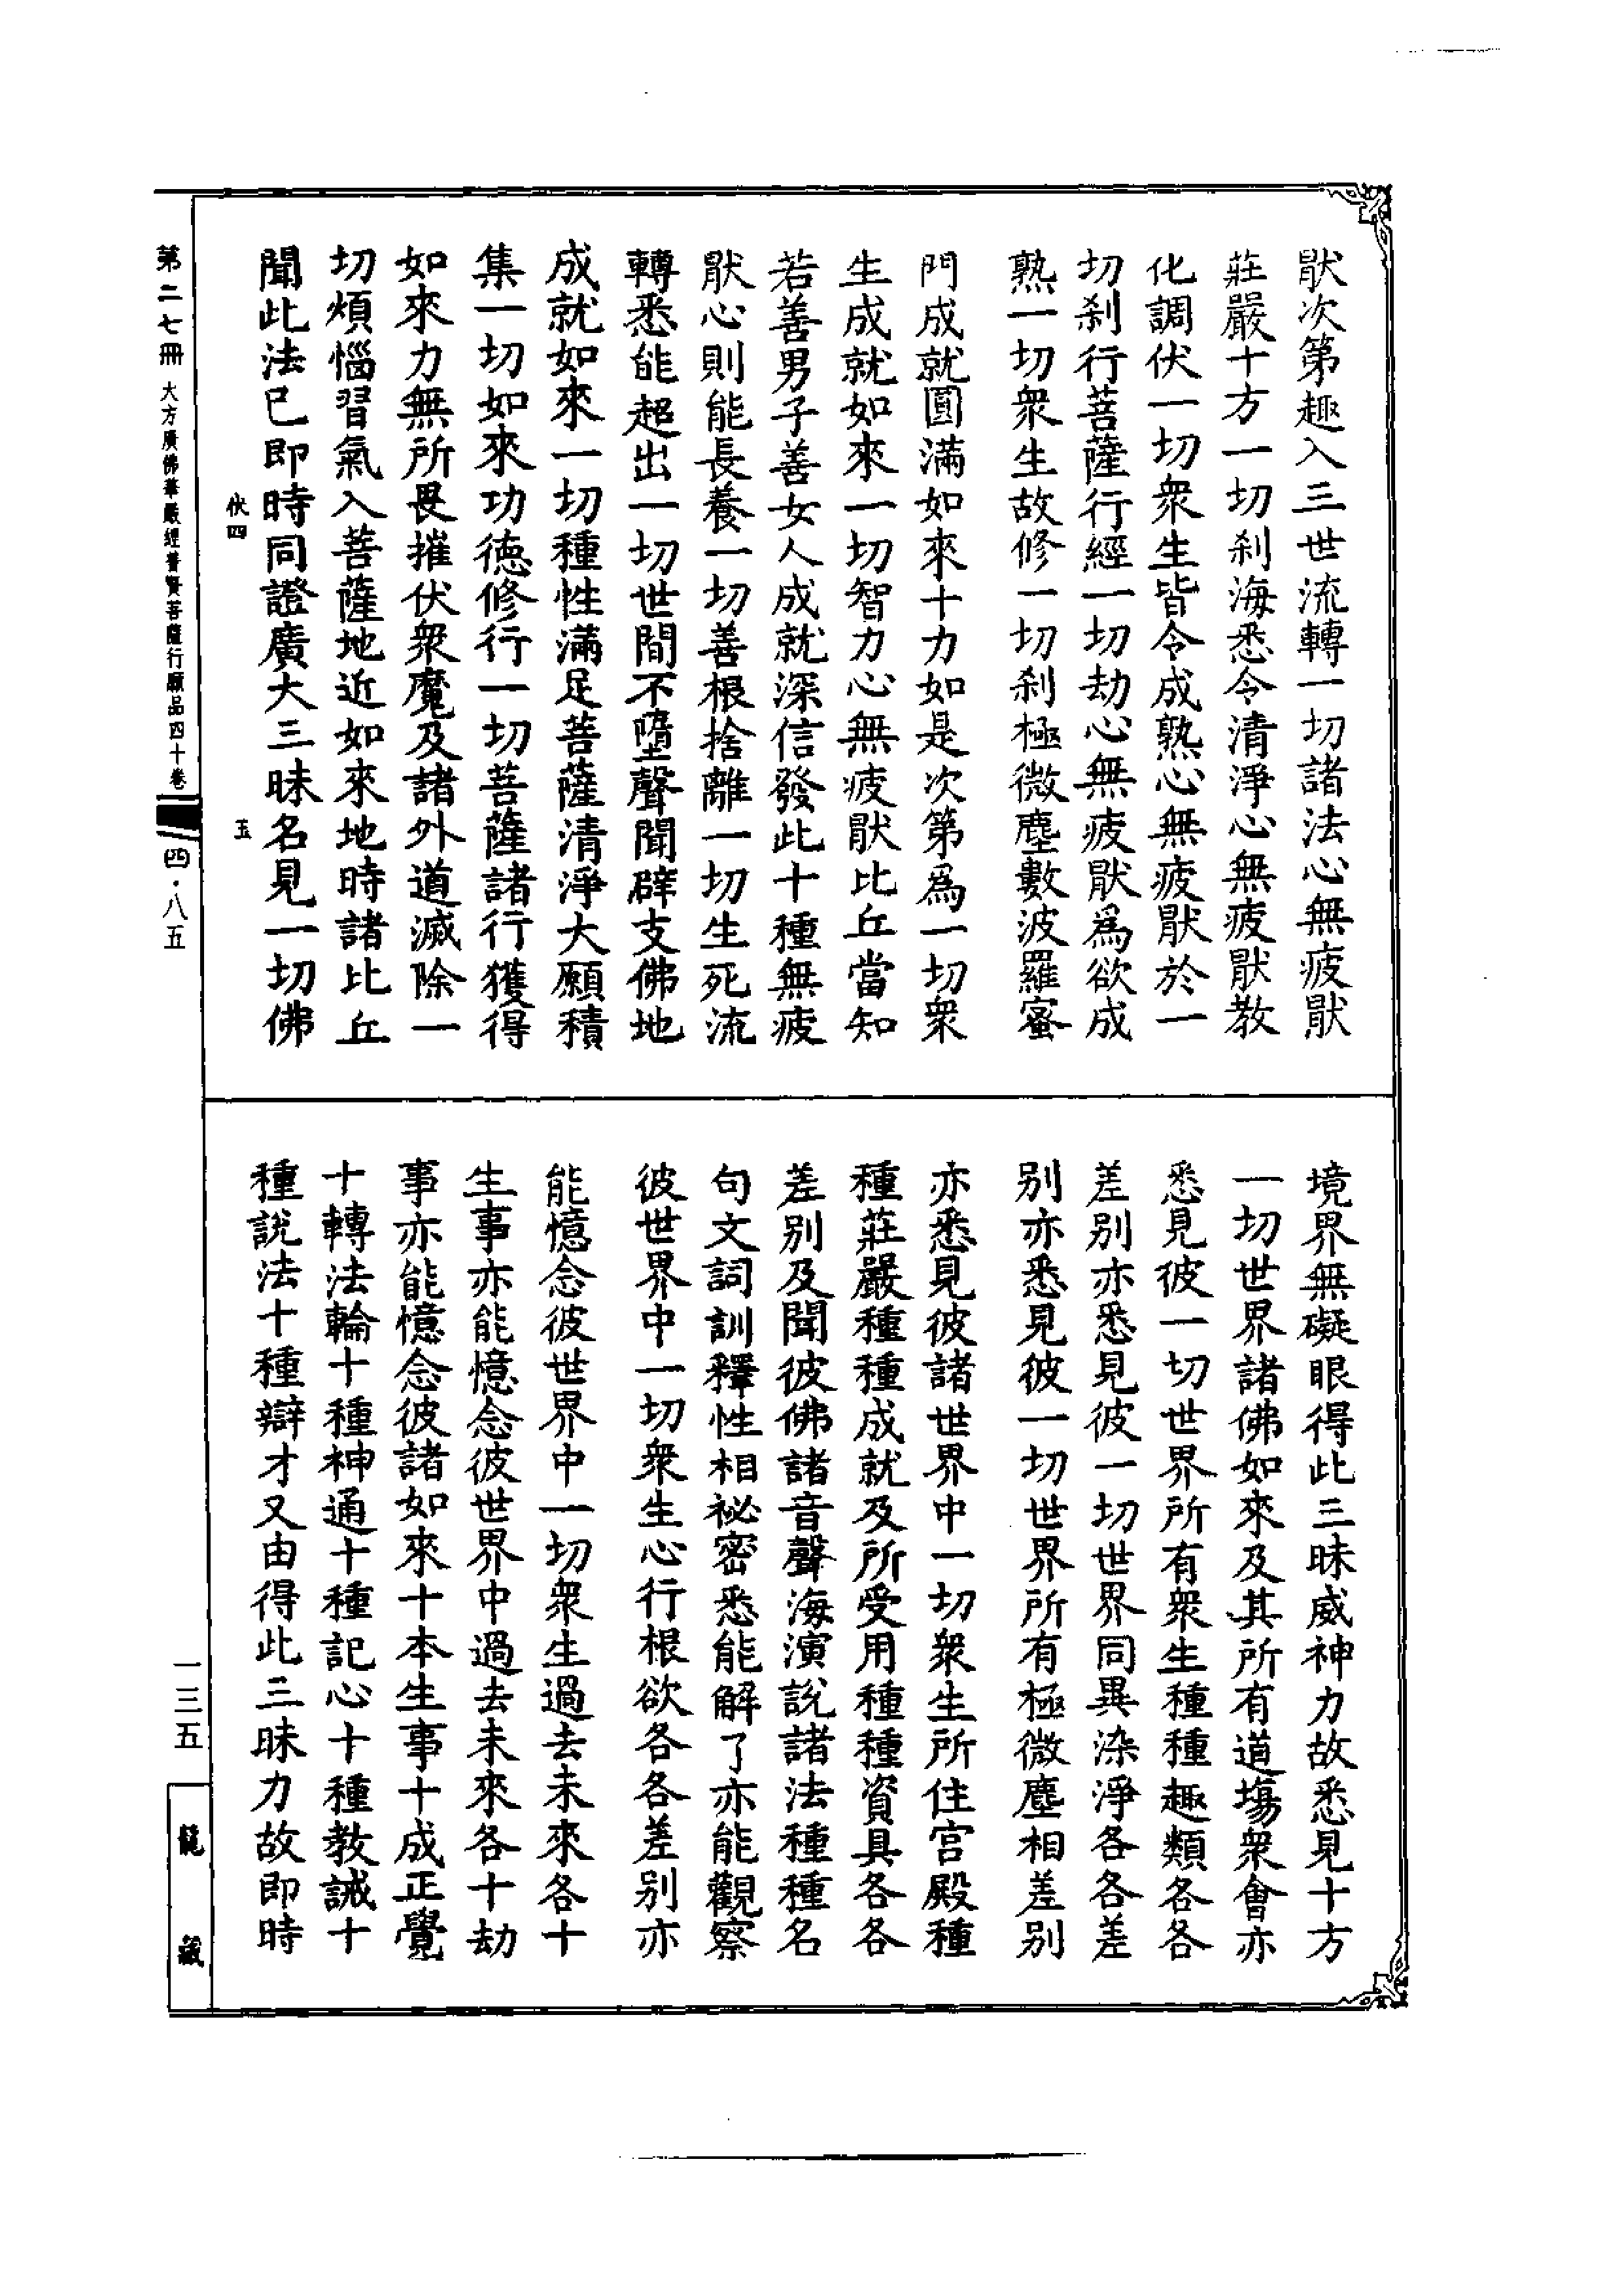 猒次第趣入三世流轉一切諸法心無疲猒
莊嚴十方一切刹海悉令清淨心無疲猒教
化調伏一切衆生皆令成熟心無疲猒於一
切刹行菩薩行經一切劫心無疲猒爲欲成
熟一切衆生故修一切刹極微塵數波羅蜜
門成就圓滿如來十力如是次第爲一切衆
生成就如來一切智力心無疲猒比丘當知
若善男子善女人成就深信發此十種無疲
猒心則能長養一切善根捨離一切生死流
轉悉能超出一切世間不墮聲聞辟支佛地
成就如來一切種性滿足菩薩清淨大願積
集一切如來功德修行一切菩薩諸行獲得
如來力無所畏摧伏衆魔及諸外道滅除一
切煩惱習氣入菩薩地近如來地時諸比丘
聞此法已即時同證廣大三昧名見一切佛
伏四
五
境界無礙眼得此三昧威神力故悉見十方
一切世界諸佛如來及其所有道場衆會亦
悉見彼一切世界所有衆生種種趣類各各
差別亦悉見彼一切世界同異染淨各各差
別亦悉見彼一切世界所有極微塵相差別
亦悉見彼諸世界中一切衆生所住宮殿種
種莊嚴種種成就及所受用種種資具各各
差別及聞彼佛諸音聲海演說諸法種種名
句文詞訓釋性相祕密悉能解了亦能觀察
彼世界中一切衆生心行根欲各各差別亦
能憶念彼世界中一切衆生過去未來各十
生事亦能憶念彼世界中過去未來各十劫
事亦能憶念彼諸如來十本生事十成正覺
十轉法輪十種神通十種記心十種教誡十
種說法十種辯才又由得此三昧力故即時
第二七冊 大方廣佛華嚴經普賢菩薩行願品四十卷 四·八五
一三五
龍藏